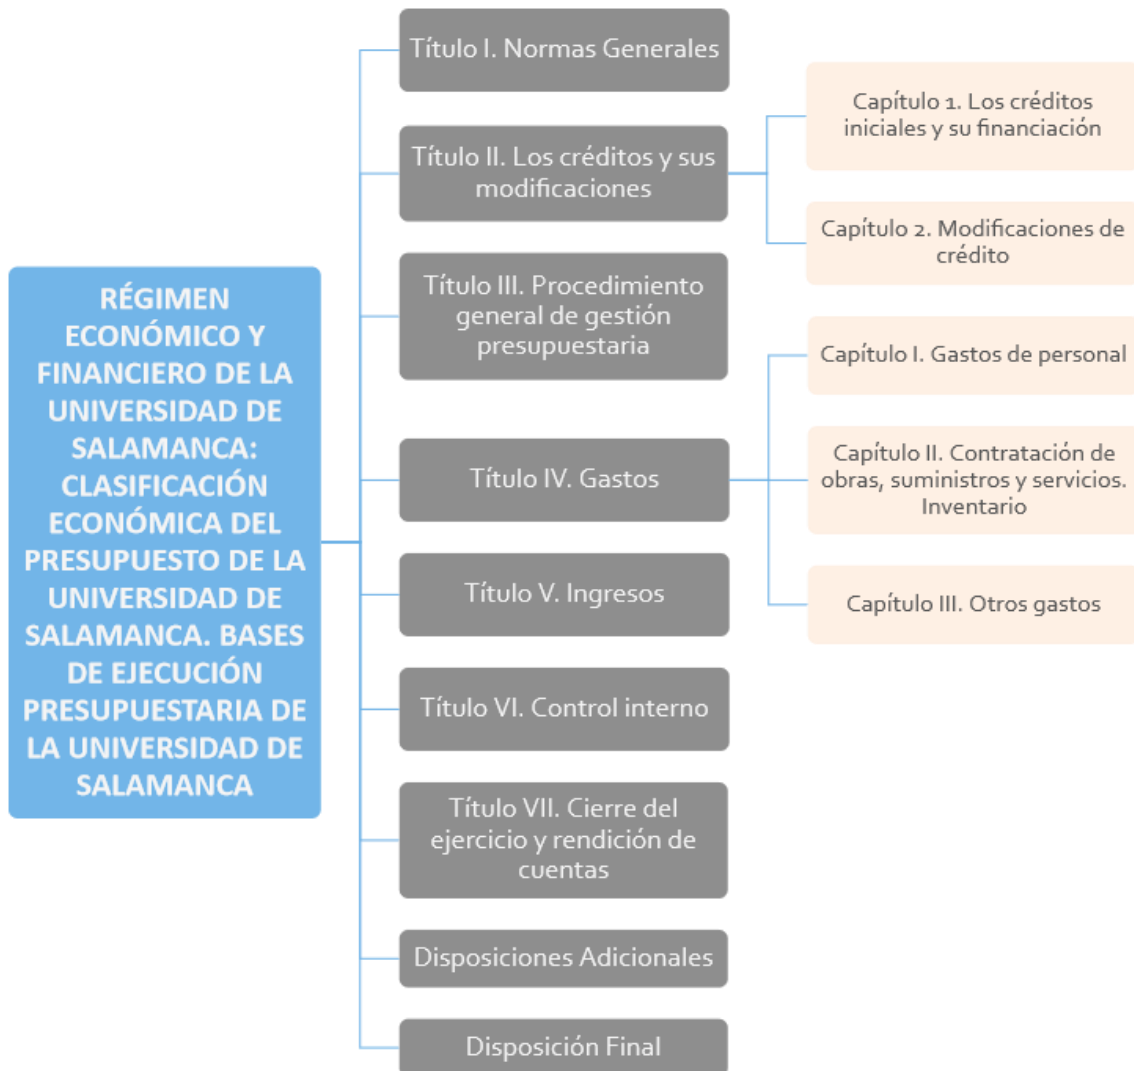 RÉGIMEN
ECONÓMICO Y
FINANCIERO DE LA
UNIVERSIDAD DE
SALAMANCA:
CLASIFICACIÓN
ECONÓMICA DEL
PRESUPUESTO DE LA
UNIVERSIDAD DE
SALAMANCA. BASES
DE EJECUCIÓN
PRESUPUESTARIA DE
LA UNIVERSIDAD DE
SALAMANCA
Título I. Normas Generales
Título II. Los créditos y sus
modificaciones
Capítulo 1. Los créditos
iniciales y su financiación
Capítulo 2. Modificaciones de
crédito
Título III. Procedimiento
general de gestión
presupuestaria
Título IV. Gastos
Capítulo I. Gastos de personal
Capítulo II. Contratación de
obras, suministros y servicios.
Inventario
Capítulo III. Otros gastos
Título V. Ingresos
Título VI. Control interno
Título VII. Cierre del
ejercicio y rendición de
cuentas
Disposiciones Adicionales
Disposición Final